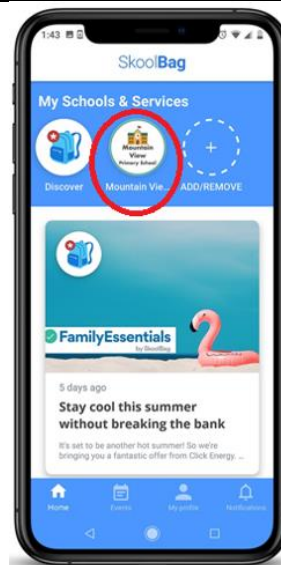 1:43
SkoolBag
My Schools & Services
Mountain
View
Primary School
Discover
Mountain Vie...
ADD/REMOVE
FamilyEssentials
by SkoolBag
5 days ago
Stay cool this summer
without breaking the bank
It's set to be another hot summer! So we're
bringing you a fantastic offer from Click Energy. ...
Home
Events
My profile
Notifications